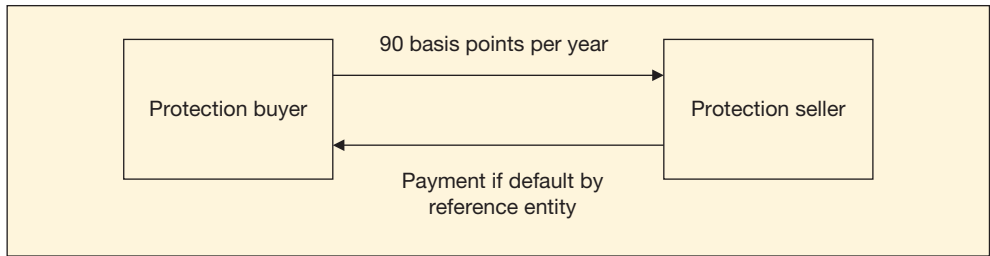 90 basis points per year
Protection buyer
Protection seller
Payment if default by
reference entity